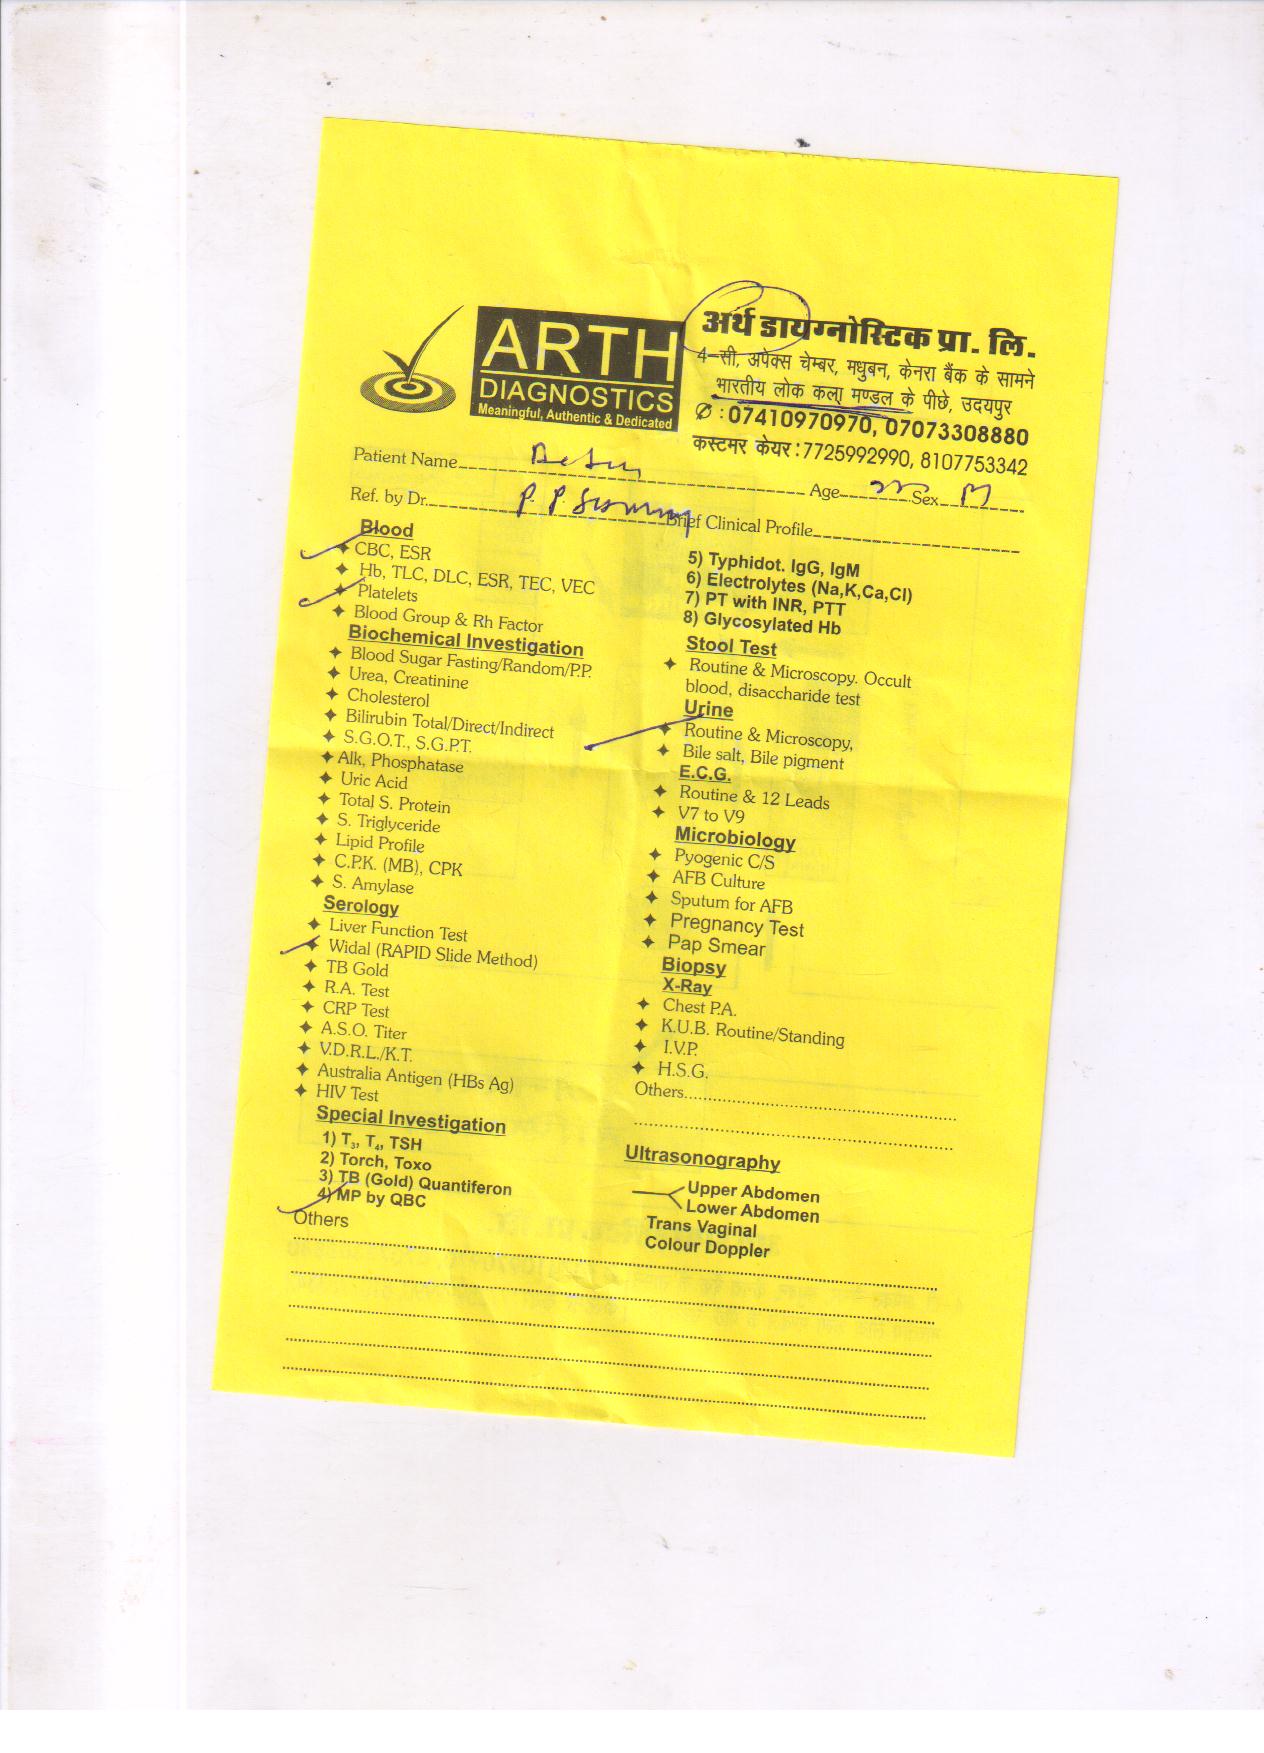 ARTH
DIAGNOSTICS
Meaningful, Authentic & Dedicated
अर्थ डायग्नोस्टिक प्रा. लि.
4-सी, अपेक्स चेम्बर, मधुबन, केनरा बैंक के सामने
भारतीय लोक कला मण्डल के पीछे, उदयपुर
✆ : 07410970970, 07073308880
कस्टमर केयर : 7725992990, 8107753342
Patient Name
Age Sex M
Ref. by Dr. P. P. Brief Clinical Profile
Blood
CBC, ESR
Hb, TLC, DLC, ESR, TEC, VEC
Platelets
Blood Group & Rh Factor
Biochemical Investigation
Blood Sugar Fasting/Random/P.P.
Urea, Creatinine
Cholesterol
Bilirubin Total/Direct/Indirect
S.G.O.T., S.G.P.T.
Alk, Phosphatase
Uric Acid
Total S. Protein
S. Triglyceride
Lipid Profile
C.P.K. (MB), CPK
S. Amylase
Serology
Liver Function Test
Widal (RAPID Slide Method)
TB Gold
R.A. Test
CRP Test
A.S.O. Titer
V.D.R.L./K.T.
Australia Antigen (HBs Ag)
HIV Test
Special Investigation
1) T3, T4, TSH
2) Torch, Toxo
3) TB (Gold) Quantiferon
4) MP by QBC
Others
5) Typhidot. IgG, IgM
6) Electrolytes (Na,K,Ca,Cl)
7) PT with INR, PTT
8) Glycosylated Hb
Stool Test
Routine & Microscopy. Occult
blood, disaccharide test
Urine
Routine & Microscopy,
Bile salt, Bile pigment
E.C.G.
Routine & 12 Leads
V7 to V9
Microbiology
Pyogenic C/S
AFB Culture
Sputum for AFB
Pregnancy Test
Pap Smear
Biopsy
X-Ray
Chest P.A.
K.U.B. Routine/Standing
I.V.P.
H.S.G.
Others
Ultrasonography
Upper Abdomen
Lower Abdomen
Trans Vaginal
Colour Doppler